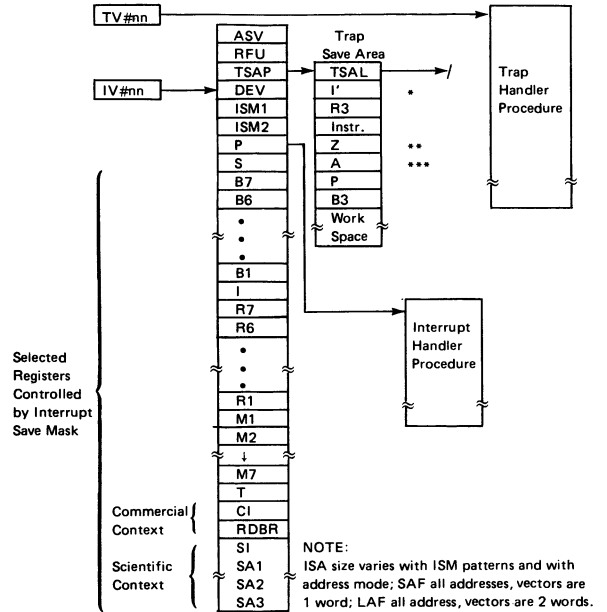 TV#nn
IV#nn
ASV
RFU
TSAP
DEV
ISM1
ISM2
P
S
B7
B6
•
•
•
B1
I
R7
R6
•
•
•
R1
M1
M2
↓
M7
T
CI
RDBR
SI
SA1
SA2
SA3
Trap
Save Area
TSAL
I' *
R3
Instr.
Z **
A ***
P
B3
Work
Space
Trap
Handler
Procedure
Interrupt
Handler
Procedure
Selected
Registers
Controlled
by Interrupt
Save Mask
Commercial
Context
Scientific
Context
NOTE:
ISA size varies with ISM patterns and with
address mode; SAF all addresses, vectors are
1 word; LAF all address, vectors are 2 words.